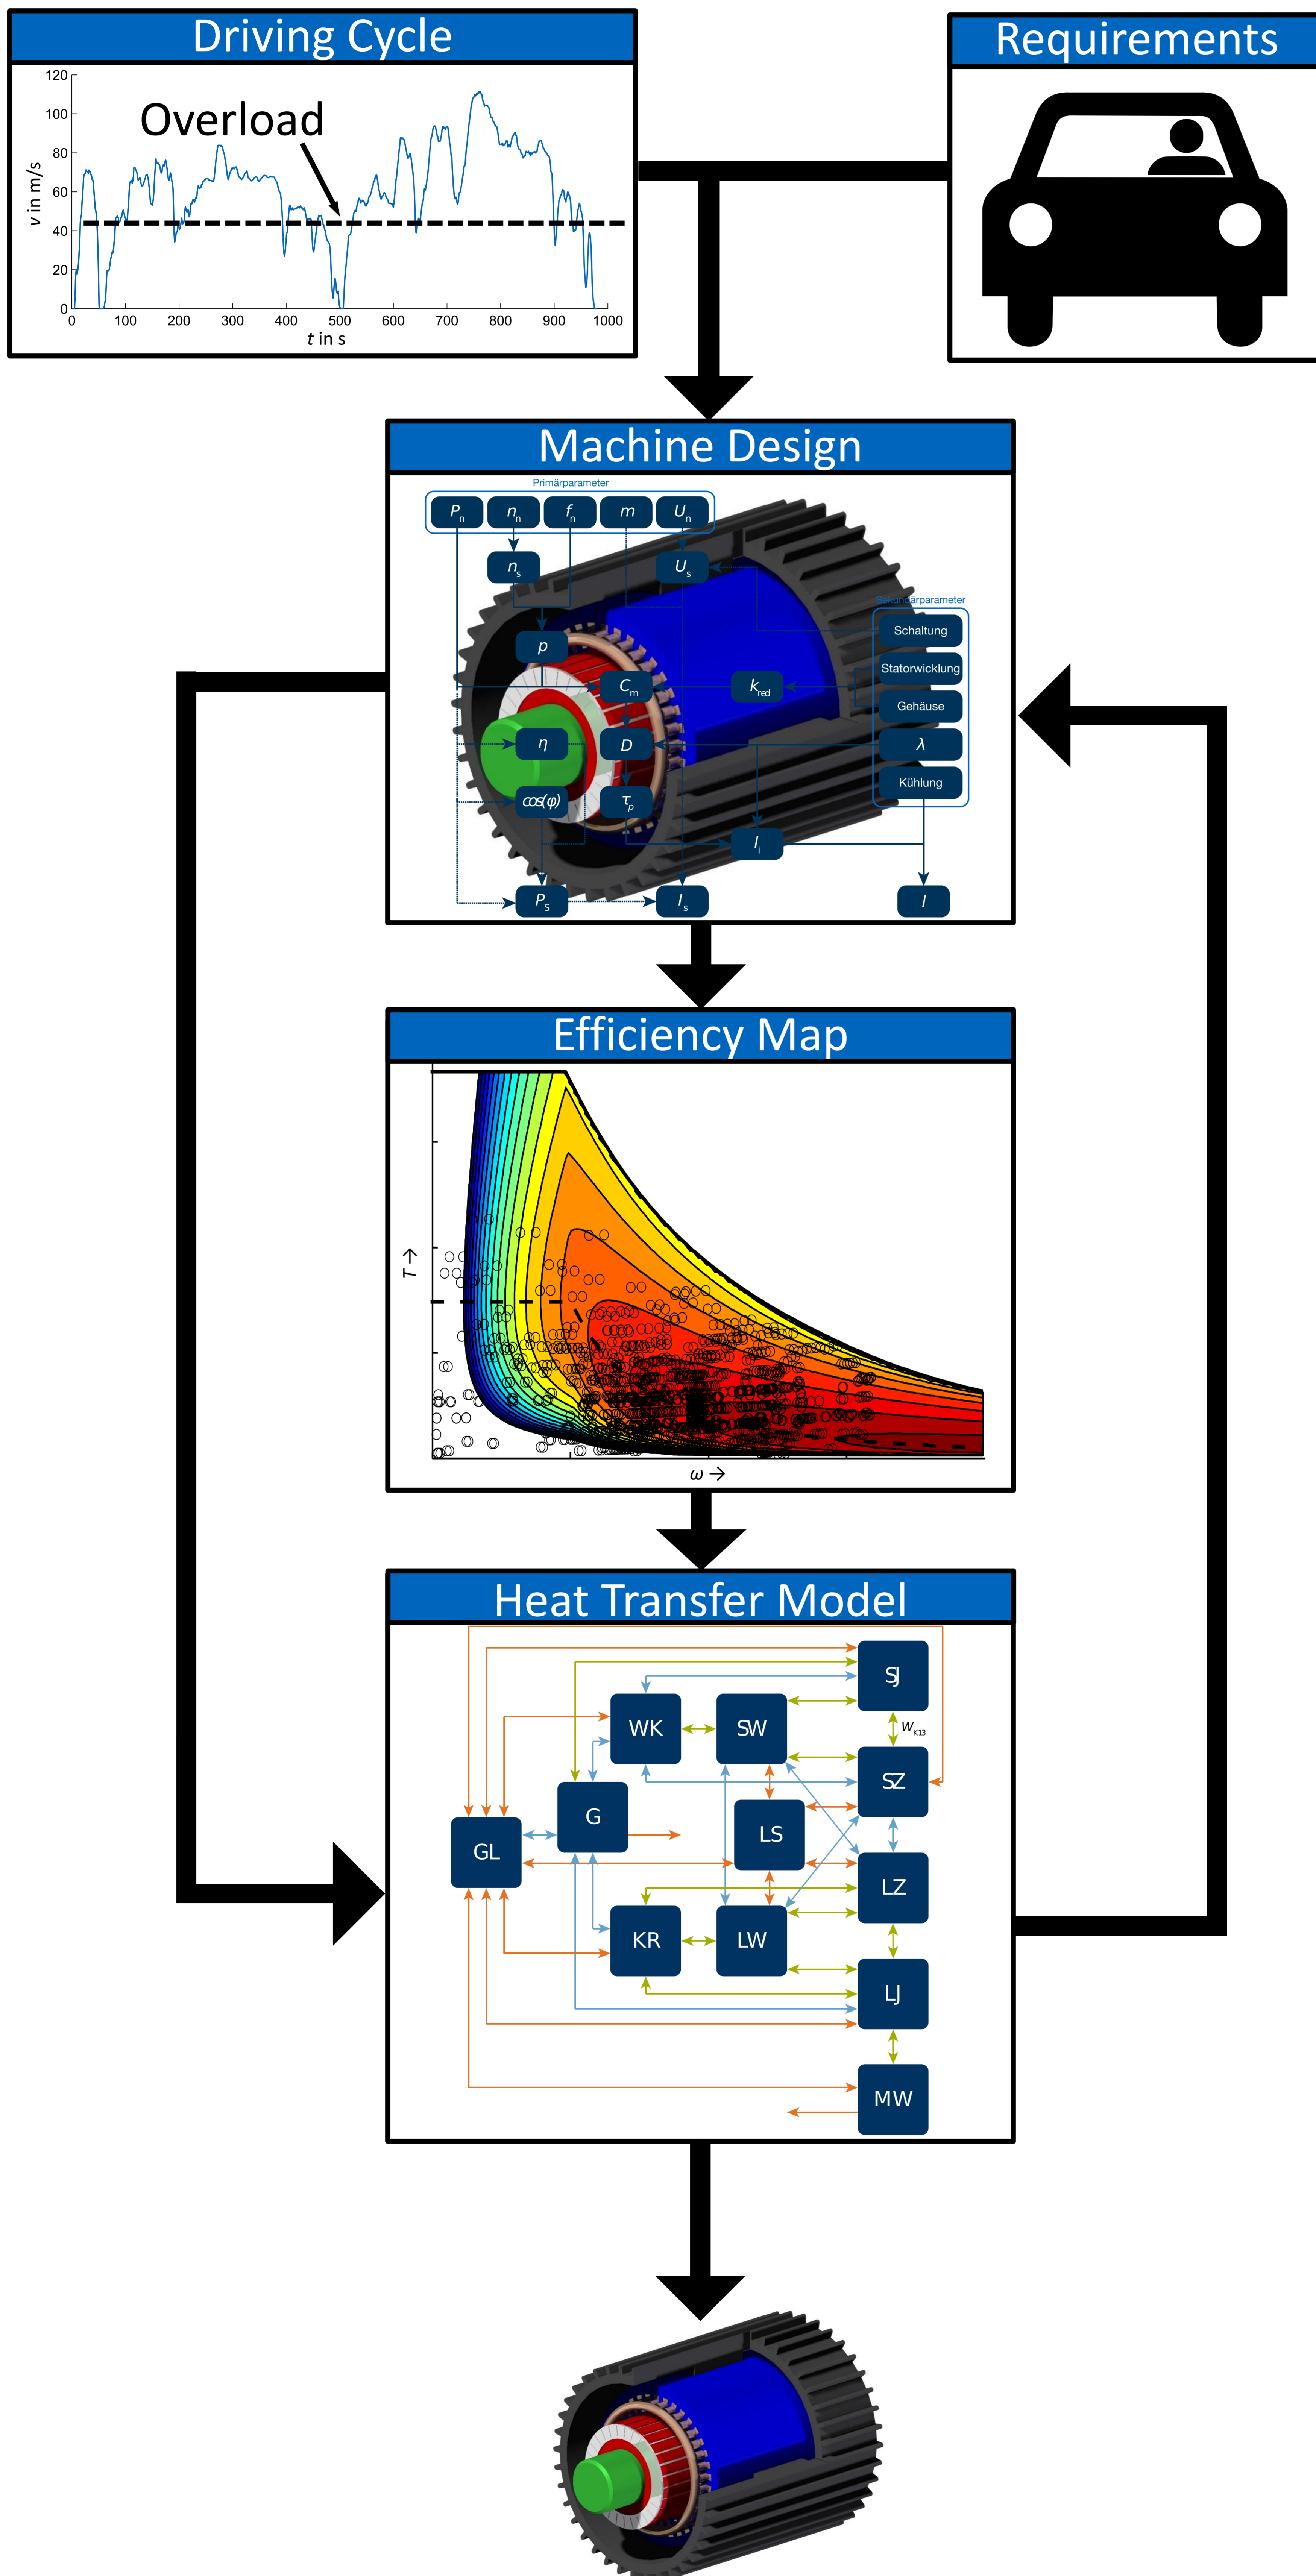 Driving Cycle
Requirements
120
100
80
60
40
20
0
v in m/s
Overload
0 100 200 300 400 500 600 700 800 900 1000
t in s
Machine Design
Primärparameter
Pn nn fn m Un
ns Us
Sekundärparameter
Schaltung
p
Statorwicklung
Cm kred
Gehäuse
η D λ
Kühlung
cos(φ) τp
li
PS Is l
Efficiency Map
T →
ω →
Heat Transfer Model
SJ
WK SW
WK13
SZ
G
LS
GL
LZ
KR LW
LJ
MW